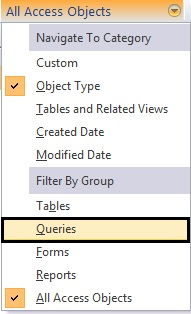 All Access Objects
Navigate To Category
Custom
Object Type
Tables and Related Views
Created Date
Modified Date
Filter By Group
Tables
Queries
Forms
Reports
All Access Objects